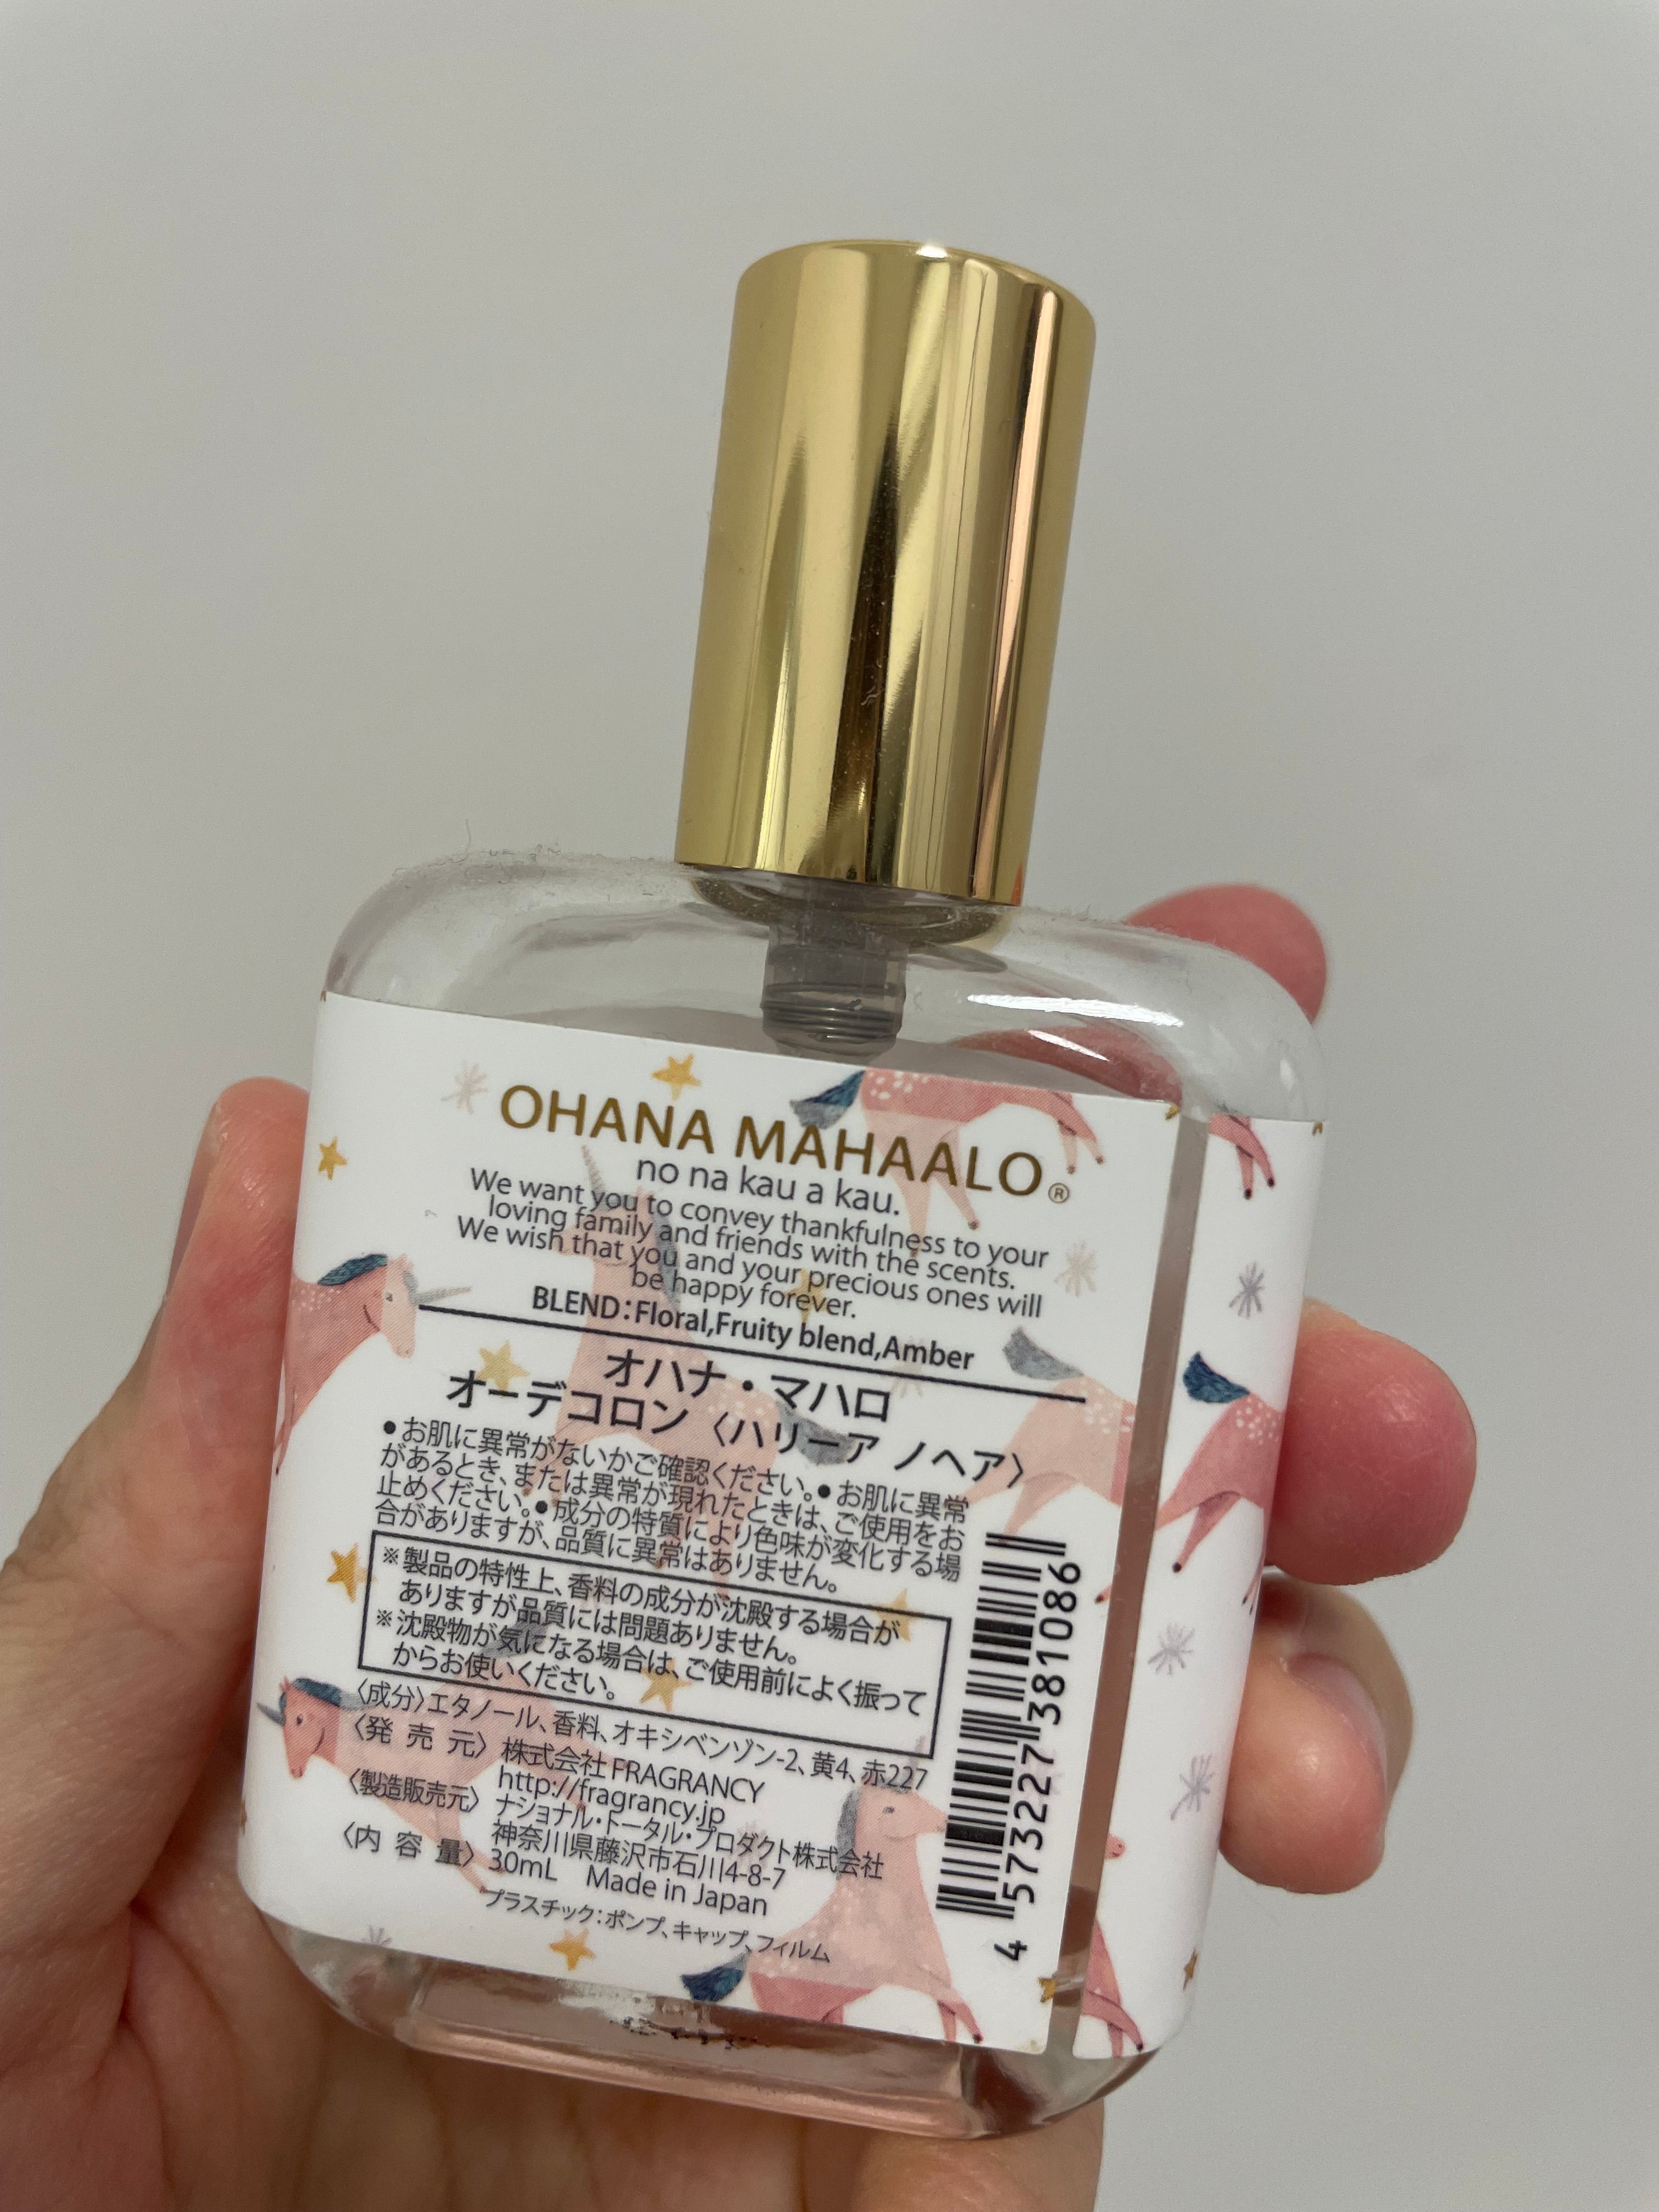 OHANA MAHAALO®
no na kau a kau.
We want you to convey thankfulness to your
loving family and friends with the scents.
We wish that you and your precious ones will
be happy forever.
BLEND:Floral,Fruity blend,Amber
オハナ・マハロ
オーデコロン〈ハリーア ノヘア〉
●お肌に異常がないかご確認ください。●お肌に異常
があるとき、または異常が現れたときは、ご使用をお
止めください。●成分の特質により色味が変化する場
合がありますが、品質に異常はありません。
※製品の特性上、香料の成分が沈殿する場合が
ありますが品質には問題ありません。
※沈殿物が気になる場合は、ご使用前によく振って
からお使いください。
〈成分〉エタノール、香料、オキシベンゾン-2、黄4、赤227
〈発売元〉株式会社 FRAGRANCY
http://fragrancy.jp
〈製造販売元〉ナショナル・トータル・プロダクト株式会社
神奈川県藤沢市石川4-8-7
〈内容量〉30mL Made in Japan
プラスチック:ポンプ、キャップ、フィルム
4 573227 381086